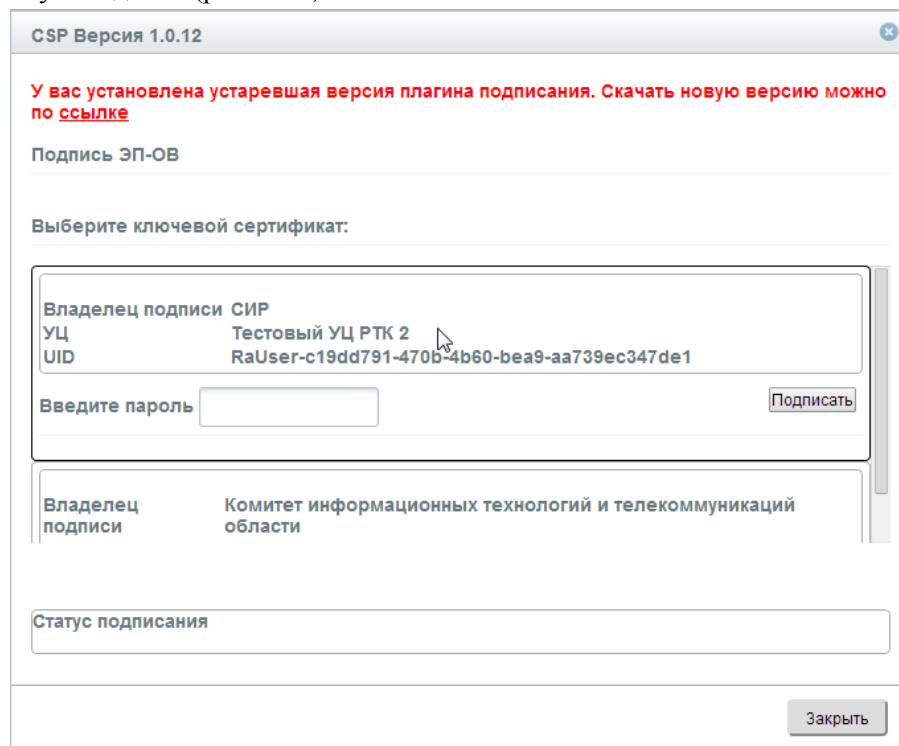 CSP Версия 1.0.12
У вас установлена устаревшая версия плагина подписания. Скачать новую версию можно
по ссылке
Подпись ЭП-ОВ
Выберите ключевой сертификат:
Владелец подписи СИР
УЦ Тестовый УЦ РТК 2
UID RaUser-c19dd791-470b-4b60-bea9-aa739ec347de1
Введите пароль Подписать
Владелец Комитет информационных технологий и телекоммуникаций
подписи области
Статус подписания
Закрыть